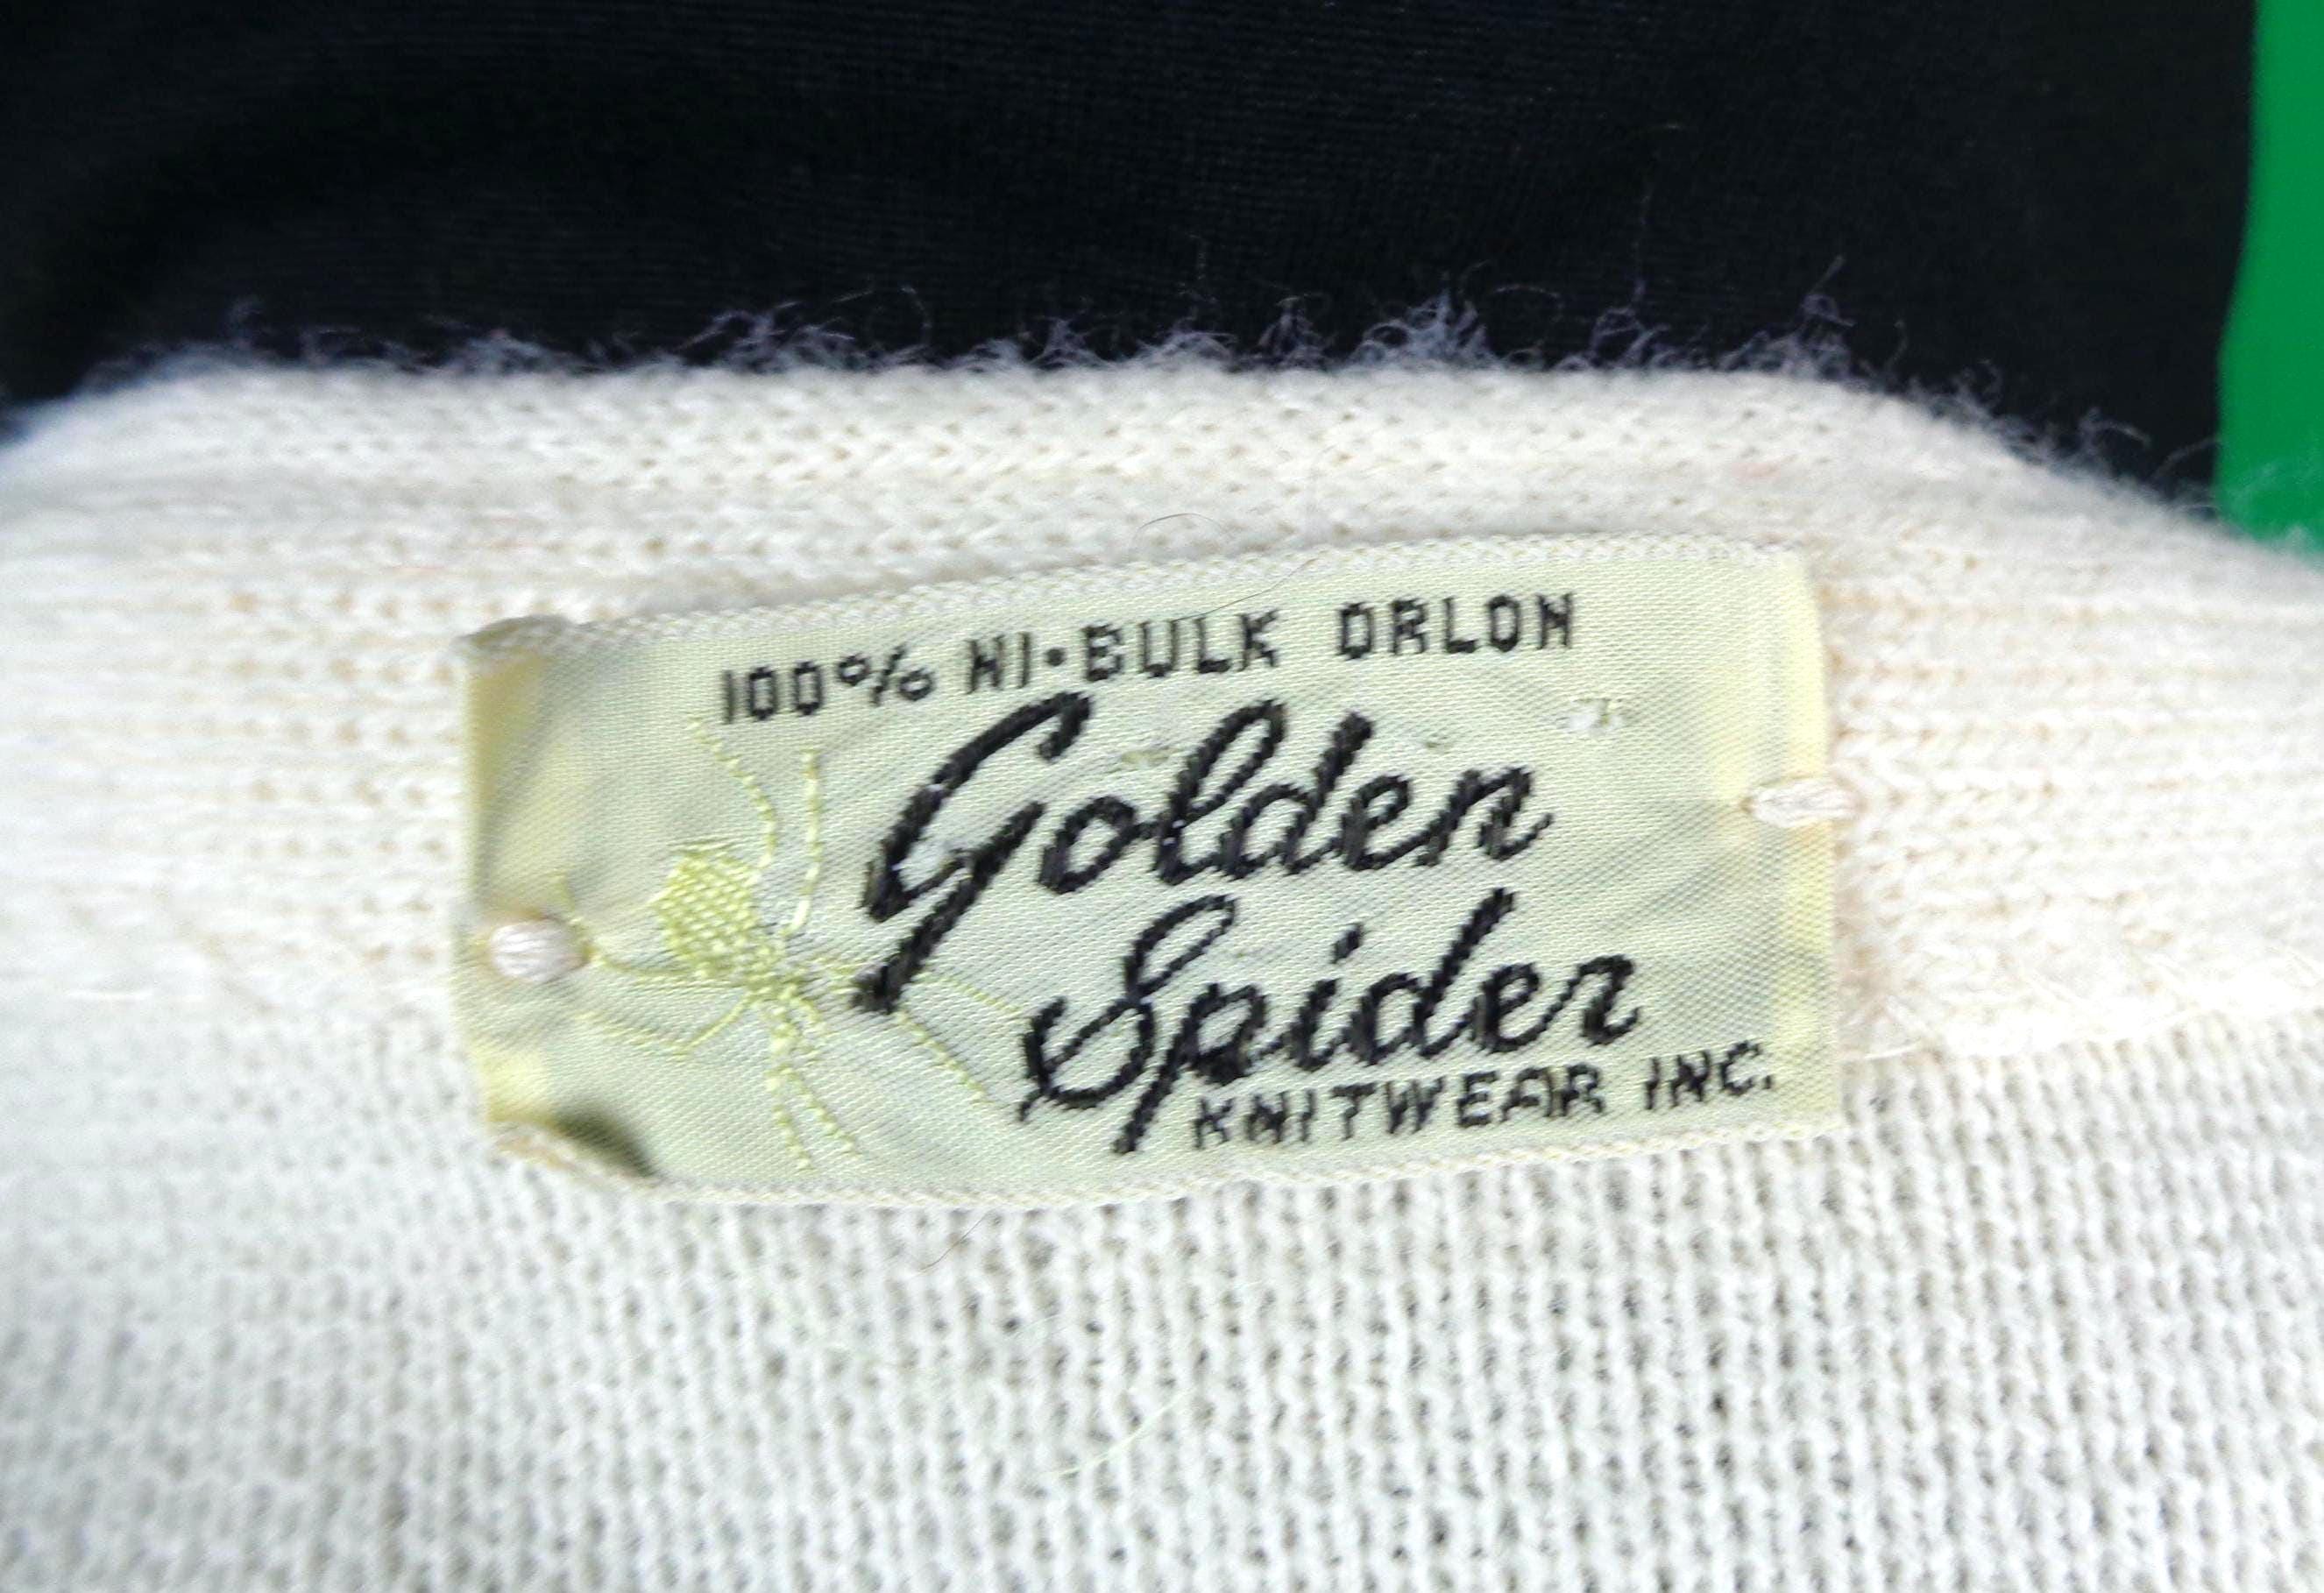 100% HI•BULK ORLON
Golden
Spider
KNITWEAR INC.